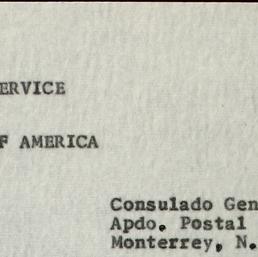 ERVICE
F AMERICA
Consulado Gen
Apdo. Postal
Monterrey, N.